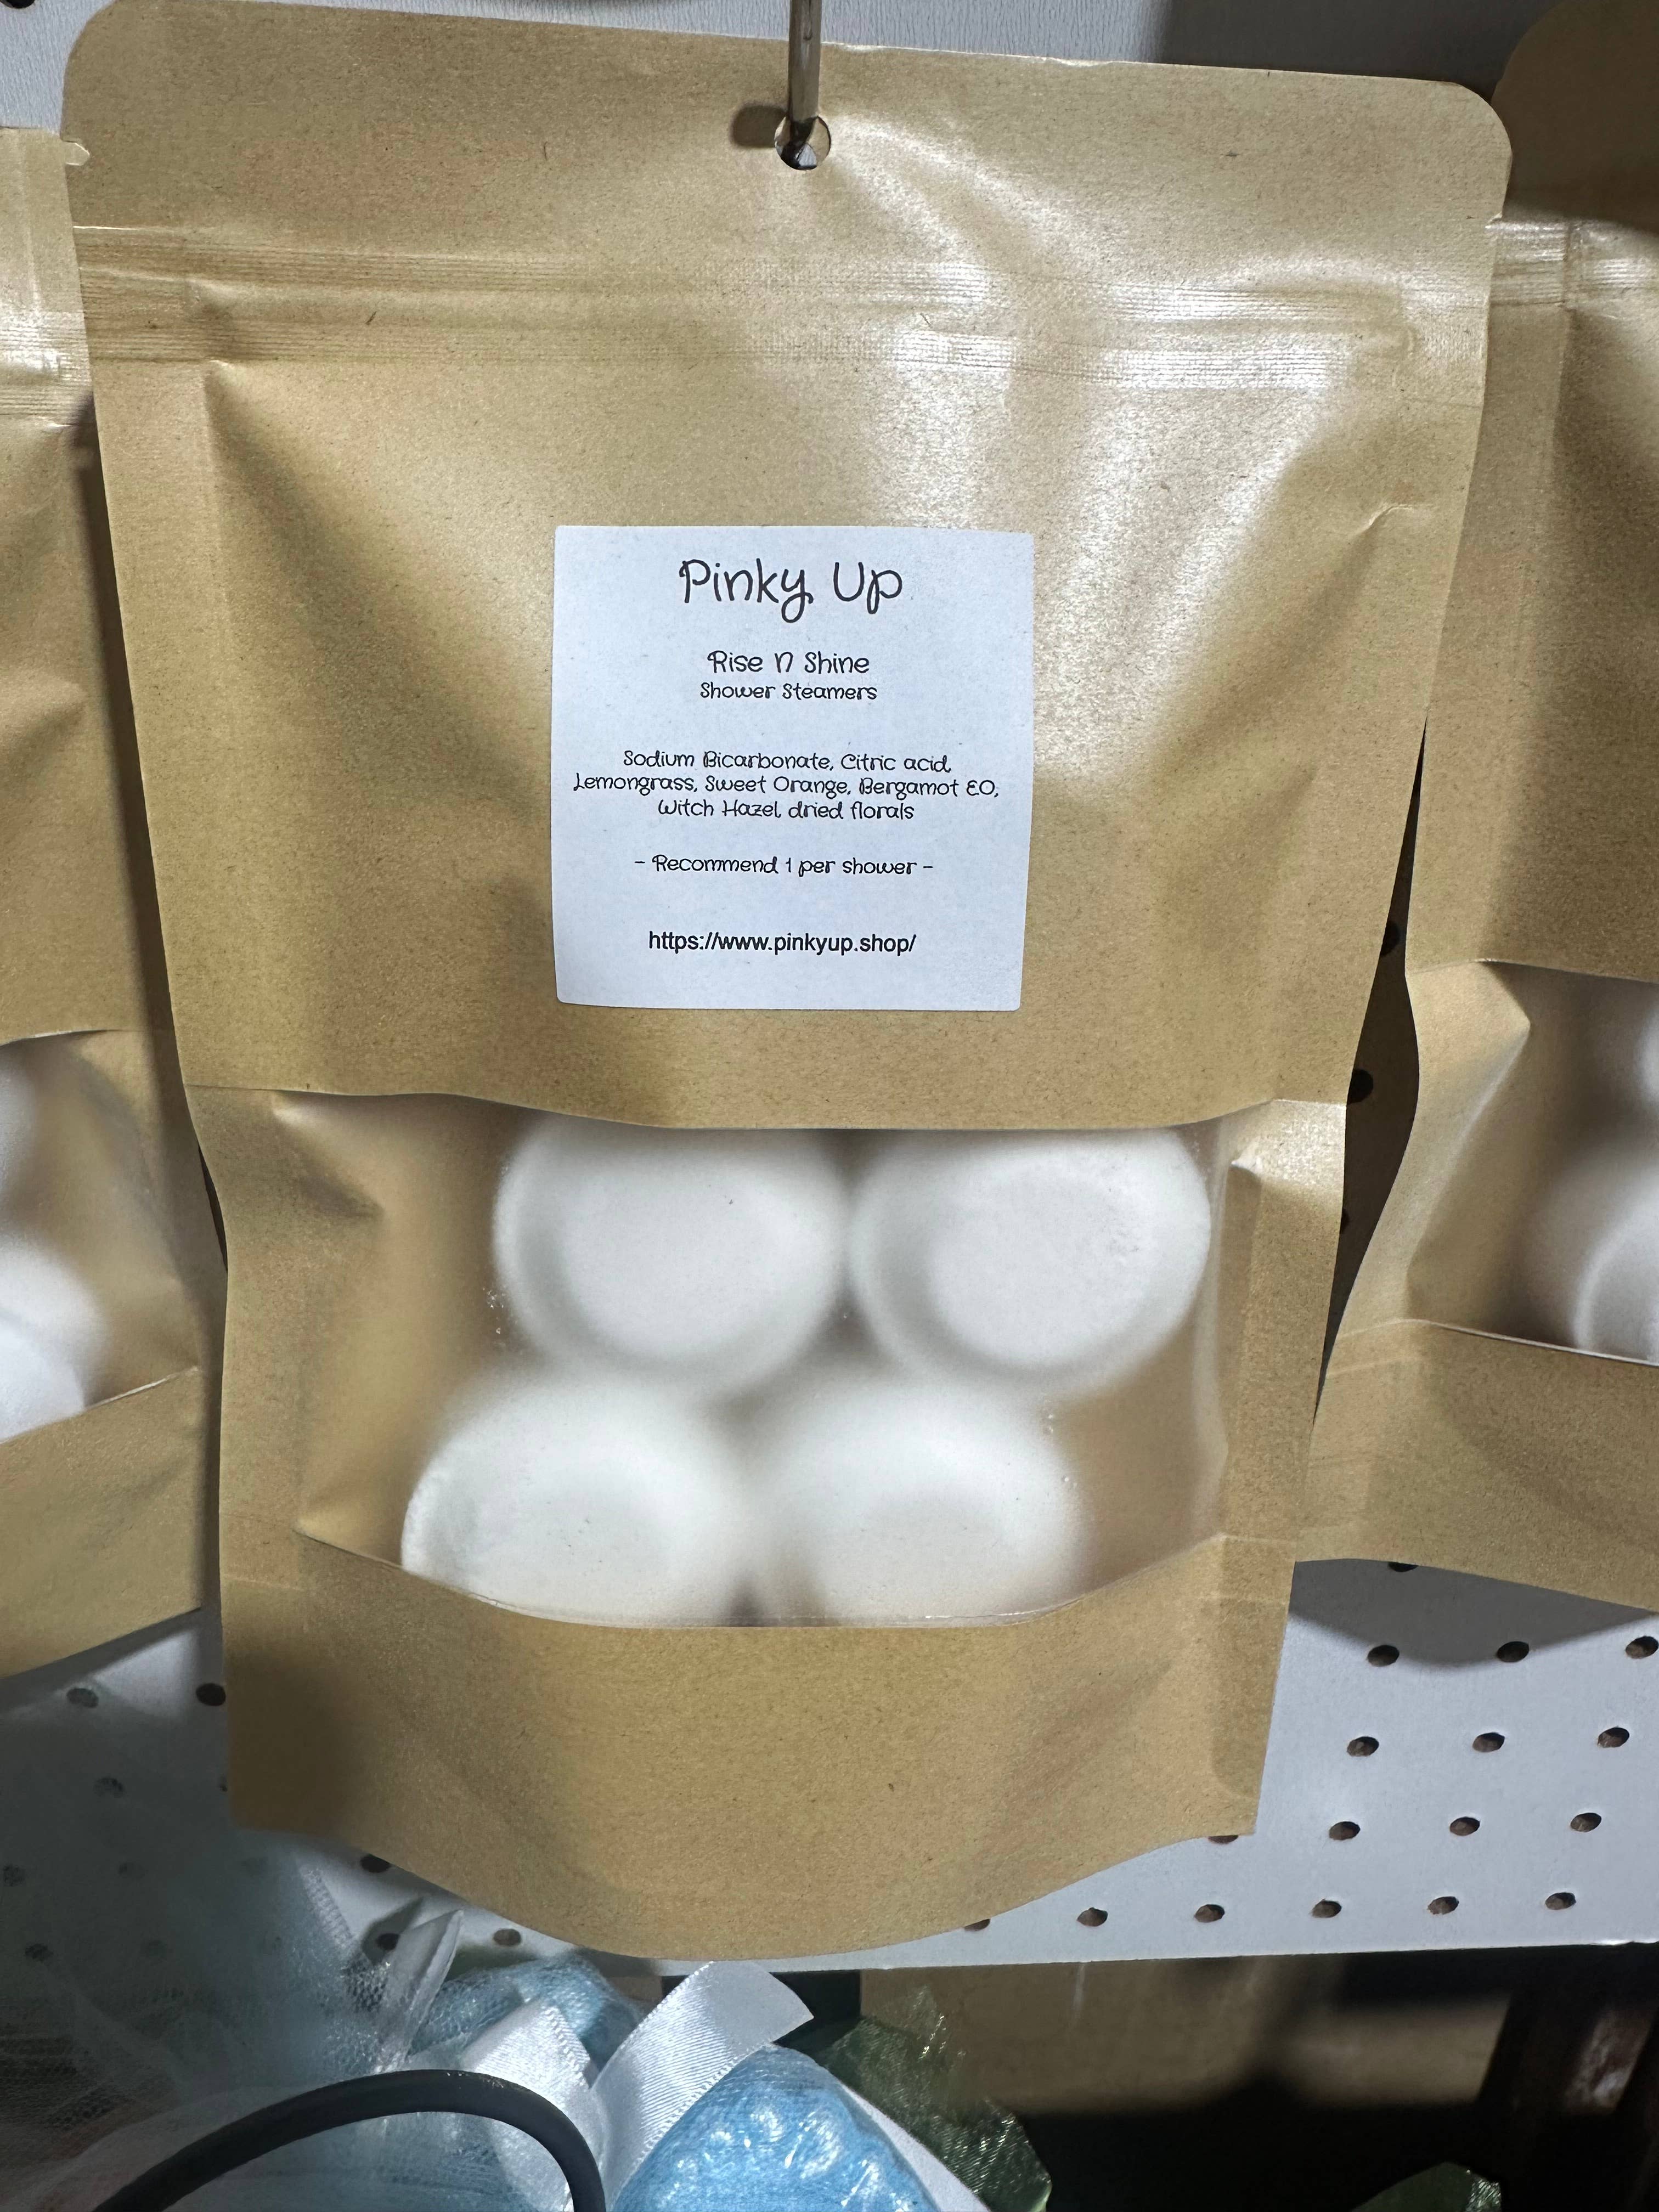 Pinky Up
Rise N Shine
Shower Steamers
Sodium Bicarbonate, Citric acid,
Lemongrass, Sweet Orange, Bergamot EO,
Witch Hazel, dried florals
- Recommend 1 per shower -
https://www.pinkyup.shop/